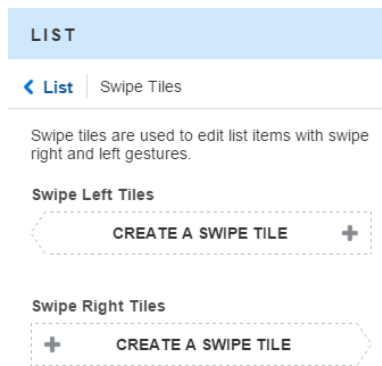 LIST
List Swipe Tiles
Swipe tiles are used to edit list items with swipe
right and left gestures.
Swipe Left Tiles
CREATE A SWIPE TILE +
Swipe Right Tiles
+ CREATE A SWIPE TILE